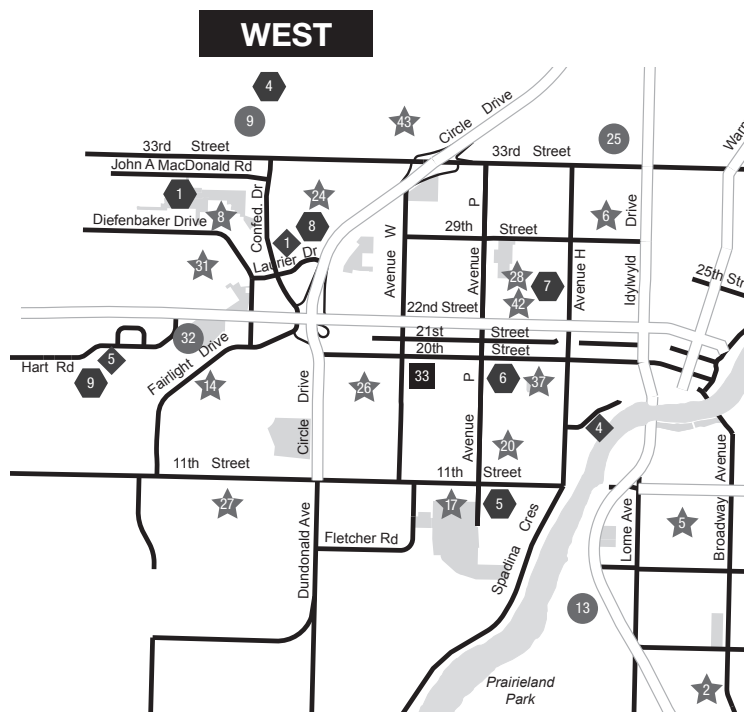 WEST
4
9
43
Circle Drive
25
Warn
33rd Street
33rd Street
John A MacDonald Rd
1
24
8
Diefenbaker Drive
Confed. Dr
8
1
Laurier Dr
31
Avenue W
Avenue P
29th Street
6
Idylwyld Drive
Avenue H
28
7
42
25th Str
22nd Street
21st Street
20th Street
32
Hart Rd
5
9
Fairlight Drive
14
Circle Drive
26
33
Avenue P
6
37
4
20
11th Street
11th Street
27
Dundonald Ave
Fletcher Rd
17
5
Spadina Cres
Lorne Ave
5
Broadway Avenue
13
2
Prairieland
Park